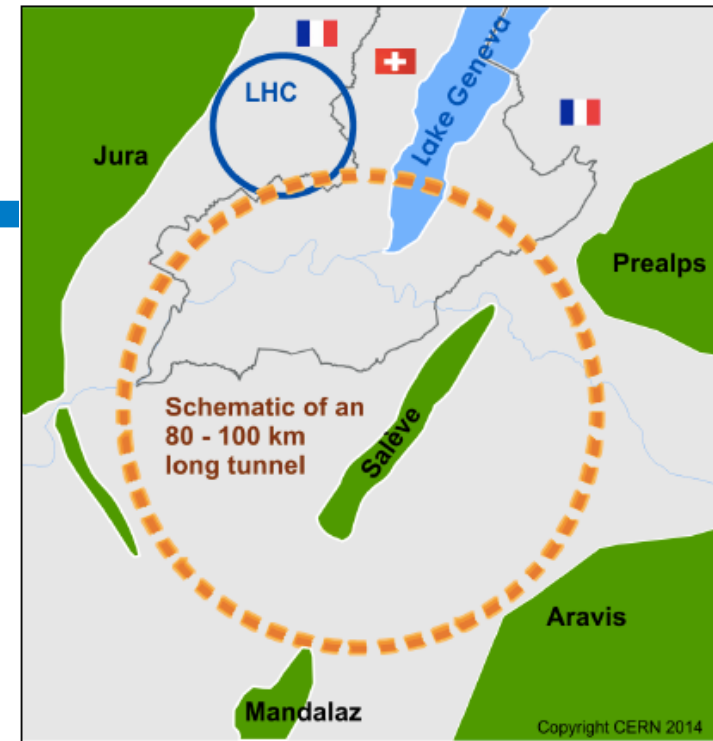 LHC
Lake Geneva
Jura
Prealps
Schematic of an
80 - 100 km
long tunnel
Salève
Aravis
Mandalaz
Copyright CERN 2014